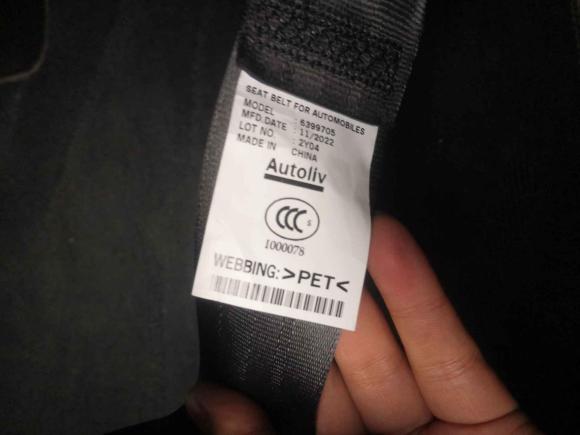 SEAT BELT FOR AUTOMOBILES
MODEL : 6399705
MFD.DATE : 11/2022
LOT NO. : 2Y04
MADE IN CHINA
Autoliv
CCC S
1000078
WEBBING: >PET<